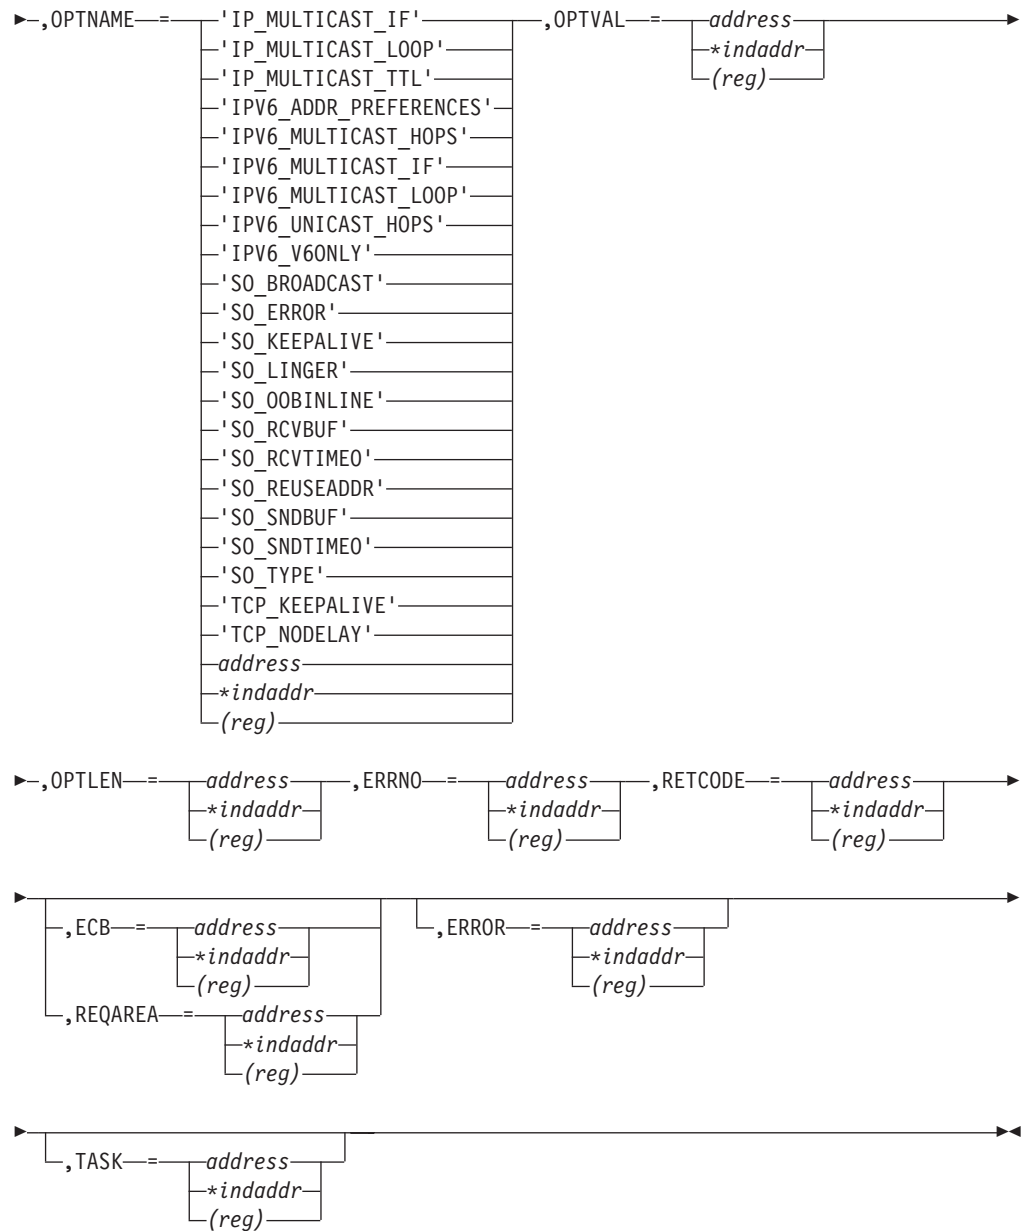 ,OPTNAME = 'IP_MULTICAST_IF' ,OPTVAL = address
'IP_MULTICAST_LOOP' *indaddr
'IP_MULTICAST_TTL' (reg)
'IPV6_ADDR_PREFERENCES'
'IPV6_MULTICAST_HOPS'
'IPV6_MULTICAST_IF'
'IPV6_MULTICAST_LOOP'
'IPV6_UNICAST_HOPS'
'IPV6_V6ONLY'
'SO_BROADCAST'
'SO_ERROR'
'SO_KEEPALIVE'
'SO_LINGER'
'SO_OOBINLINE'
'SO_RCVBUF'
'SO_RCVTIMEO'
'SO_REUSEADDR'
'SO_SNDBUF'
'SO_SNDTIMEO'
'SO_TYPE'
'TCP_KEEPALIVE'
'TCP_NODELAY'
address
*indaddr
(reg)
,OPTLEN = address ,ERRNO = address ,RETCODE = address
*indaddr *indaddr *indaddr
(reg) (reg) (reg)
,ECB = address ,ERROR = address
*indaddr *indaddr
(reg) (reg)
,REQAREA = address
*indaddr
(reg)
,TASK = address
*indaddr
(reg)